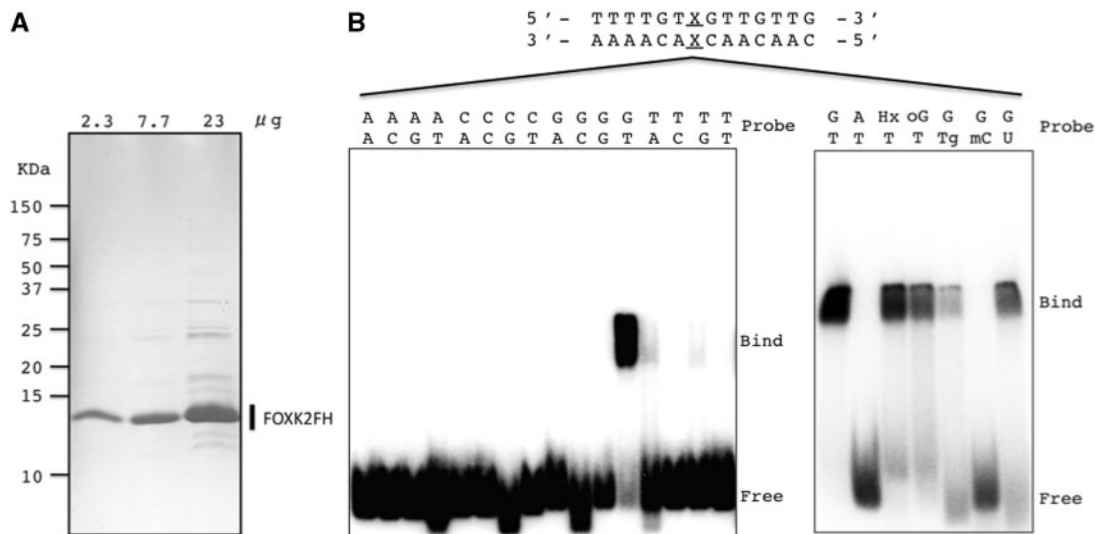 A
2.3 7.7 23 μg
KDa
150
75
50
37
25
20
15
10
FOXK2FH
B
5'- TTTTGTXGTTGTTG -3'
3'- AAAACAXCAACAAC -5'
A A A A C C C C G G G G T T T T
A C G T A C G T A C G T A C G T
Probe
Bind
Free
G A Hx oG G G G
T T T T Tg mC U
Probe
Bind
Free